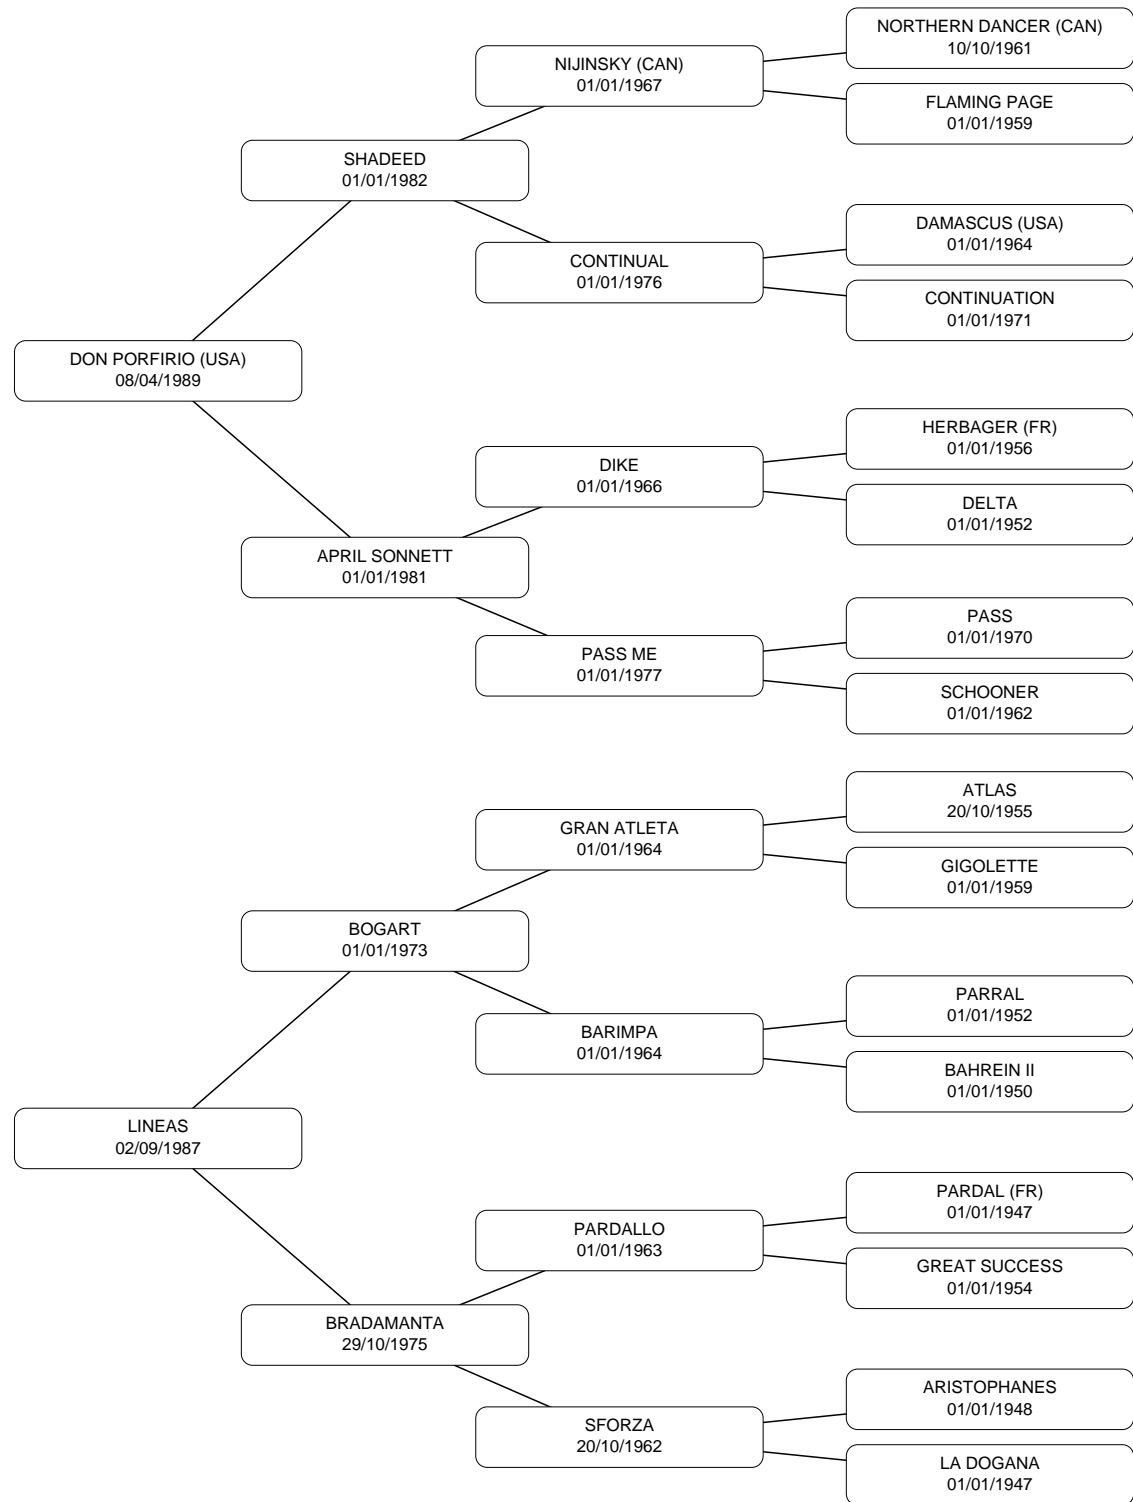 NORTHERN DANCER (CAN)
10/10/1961
NIJINSKY (CAN)
01/01/1967
FLAMING PAGE
01/01/1959
SHADEED
01/01/1982
DAMASCUS (USA)
01/01/1964
CONTINUAL
01/01/1976
CONTINUATION
01/01/1971
DON PORFIRIO (USA)
08/04/1989
HERBAGER (FR)
01/01/1956
DIKE
01/01/1966
DELTA
01/01/1952
APRIL SONNETT
01/01/1981
PASS
01/01/1970
PASS ME
01/01/1977
SCHOONER
01/01/1962
ATLAS
20/10/1955
GRAN ATLETA
01/01/1964
GIGOLETTE
01/01/1959
BOGART
01/01/1973
PARRAL
01/01/1952
BARIMPA
01/01/1964
BAHREIN II
01/01/1950
LINEAS
02/09/1987
PARDAL (FR)
01/01/1947
PARDALLO
01/01/1963
GREAT SUCCESS
01/01/1954
BRADAMANTA
29/10/1975
ARISTOPHANES
01/01/1948
SFORZA
20/10/1962
LA DOGANA
01/01/1947